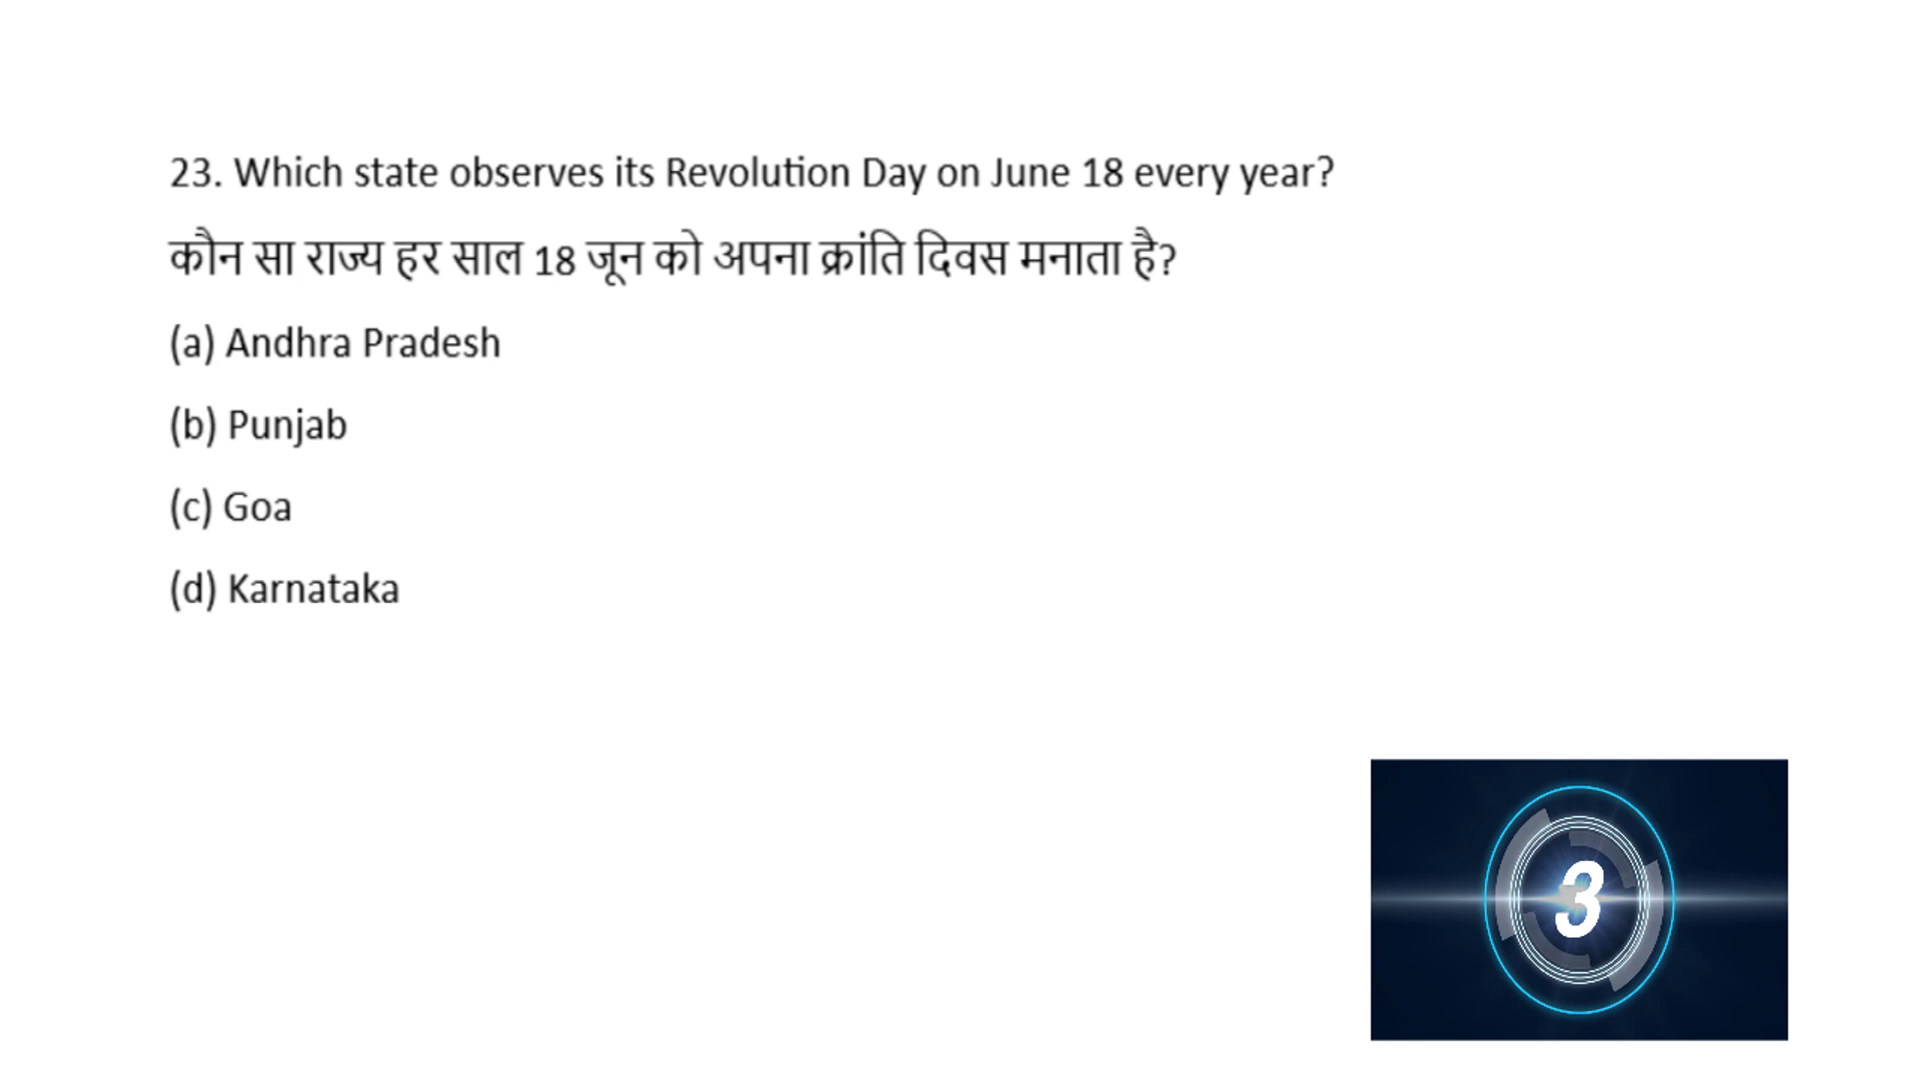 23. Which state observes its Revolution Day on June 18 every year?
कौन सा राज्य हर साल 18 जून को अपना क्रांति दिवस मनाता है?
(a) Andhra Pradesh
(b) Punjab
(c) Goa
(d) Karnataka
3